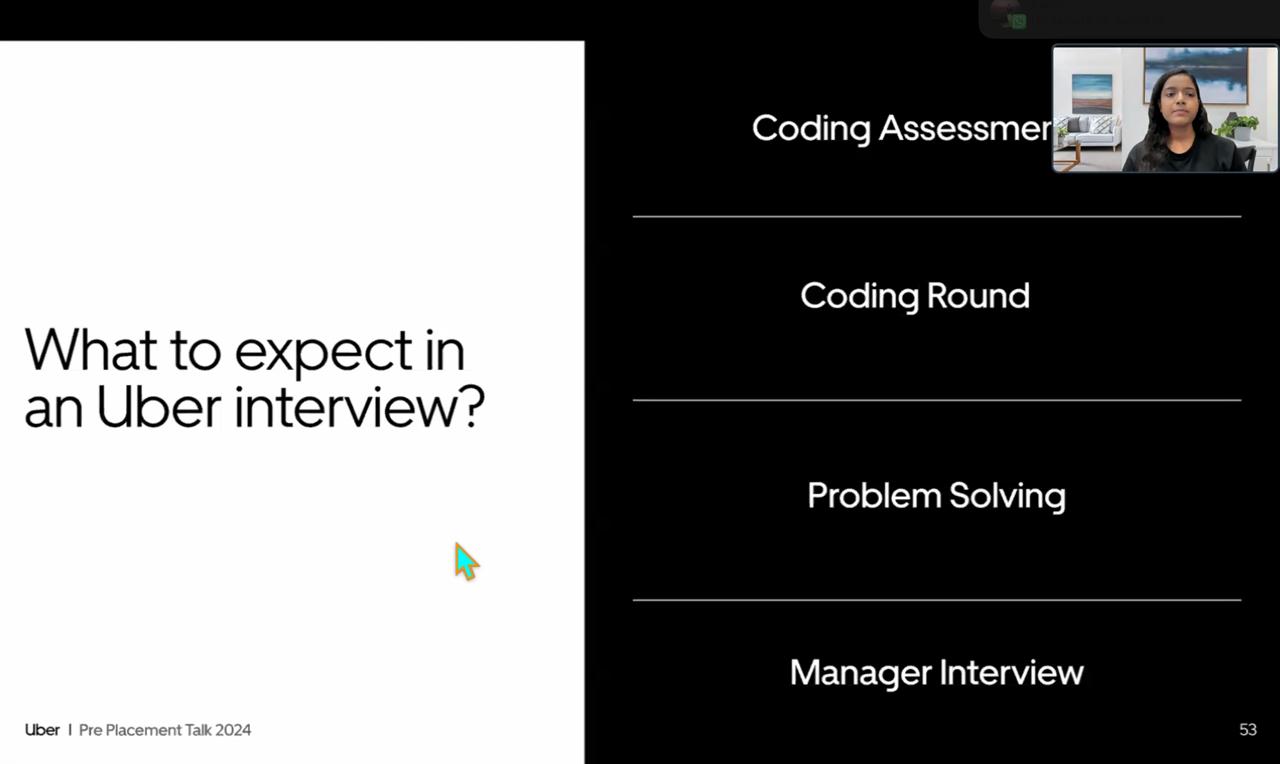 What to expect in
an Uber interview?
Coding Assessmen
Coding Round
Problem Solving
Manager Interview
Uber | Pre Placement Talk 2024
53